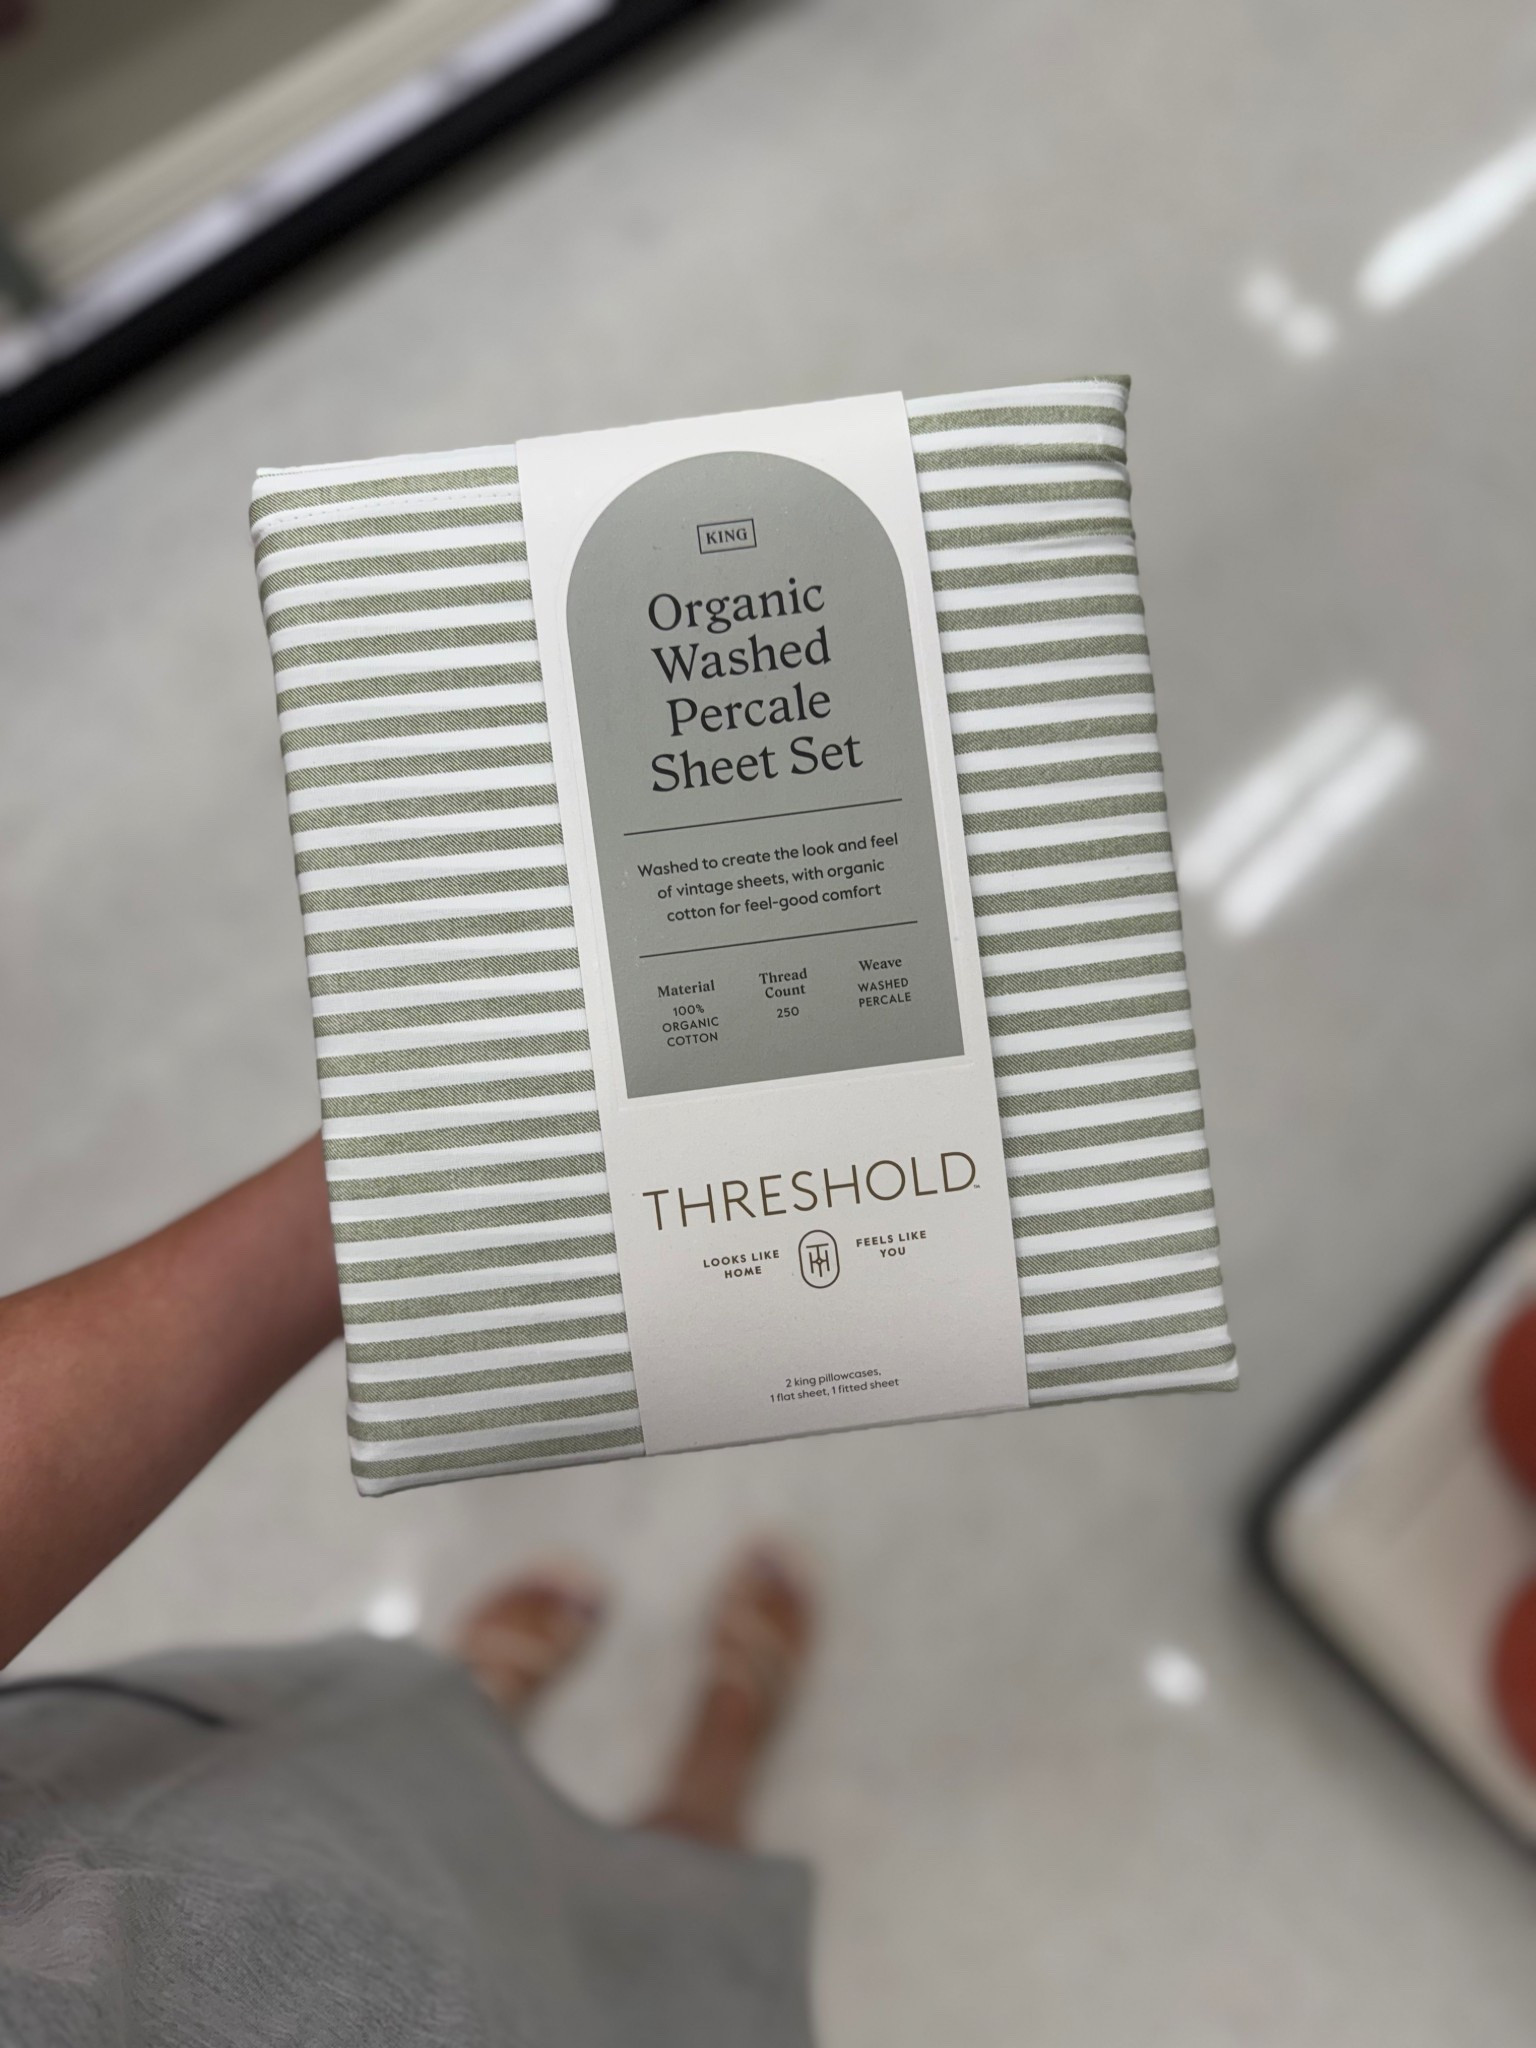 KING
Organic
Washed
Percale
Sheet Set
Washed to create the look and feel
of vintage sheets, with organic
cotton for feel-good comfort
Material
100%
ORGANIC
COTTON
Thread
Count
250
Weave
WASHED
PERCALE
THRESHOLD™
LOOKS LIKE
HOME
FEELS LIKE
YOU
2 king pillowcases,
1 flat sheet, 1 fitted sheet